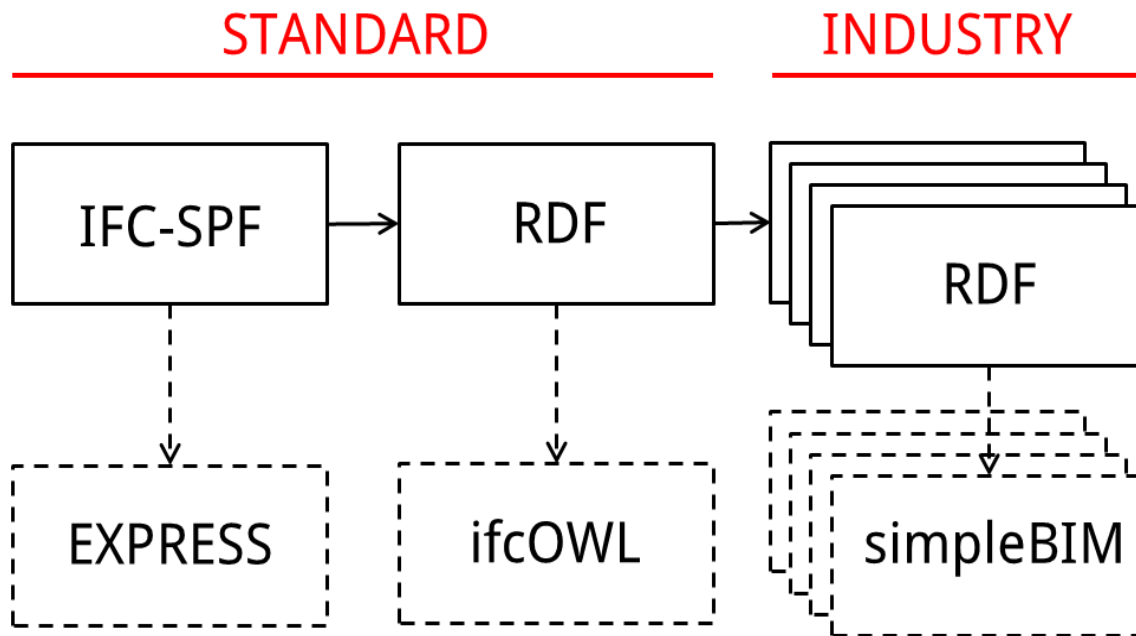 STANDARD
INDUSTRY
IFC-SPF
RDF
RDF
EXPRESS
ifcOWL
simpleBIM